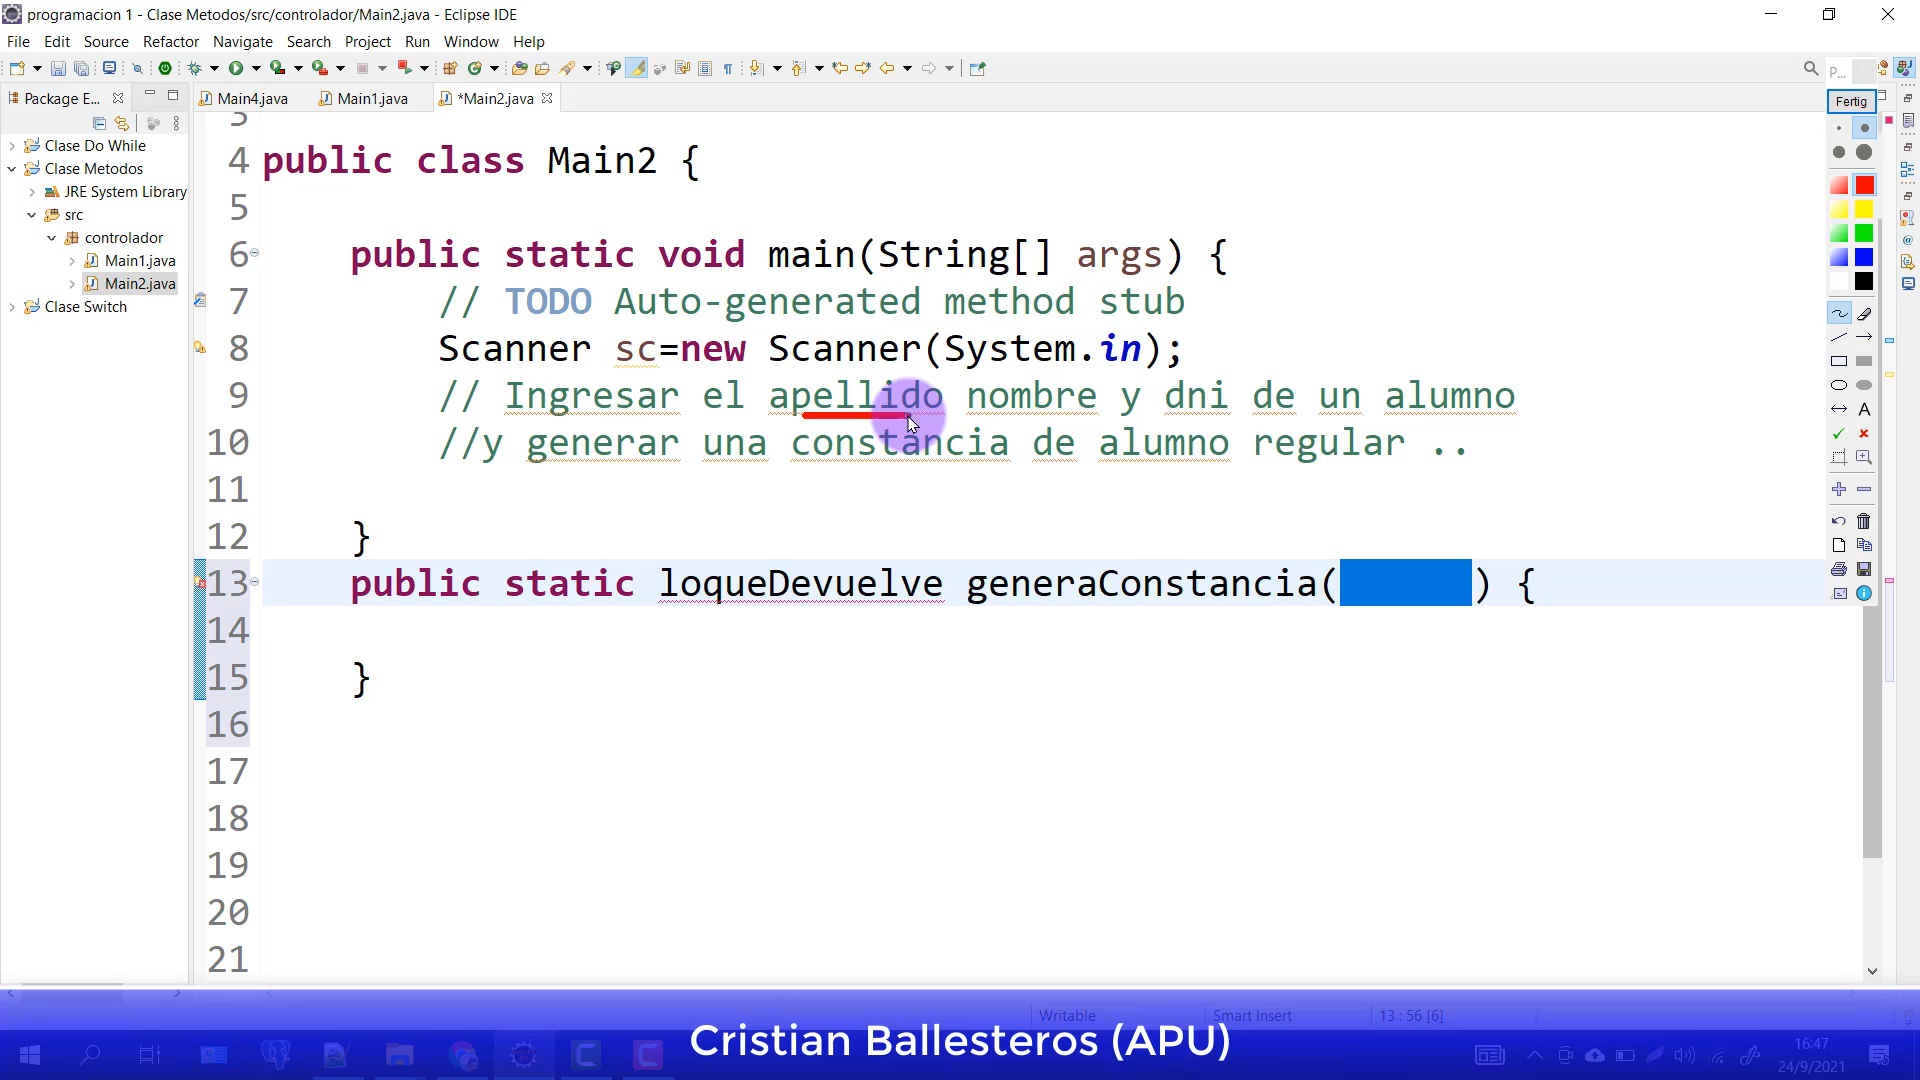 programacion 1 - Clase Metodos/src/controlador/Main2.java - Eclipse IDE
File Edit Source Refactor Navigate Search Project Run Window Help
P...
Package E... Main4.java Main1.java *Main2.java
Fertig
Clase Do While
Clase Metodos
JRE System Library
src
controlador
Main1.java
Main2.java
Clase Switch
3
4 public class Main2 {
5
6 public static void main(String[] args) {
7 // TODO Auto-generated method stub
8 Scanner sc=new Scanner(System.in);
9 // Ingresar el apellido nombre y dni de un alumno
10 //y generar una constancia de alumno regular ..
11
12 }
13 public static loqueDevuelve generaConstancia( ) {
14
15 }
16
17
18
19
20
21
A
Writable Smart Insert 13 : 56 [6]
Cristian Ballesteros (APU)
16:47
24/9/2021